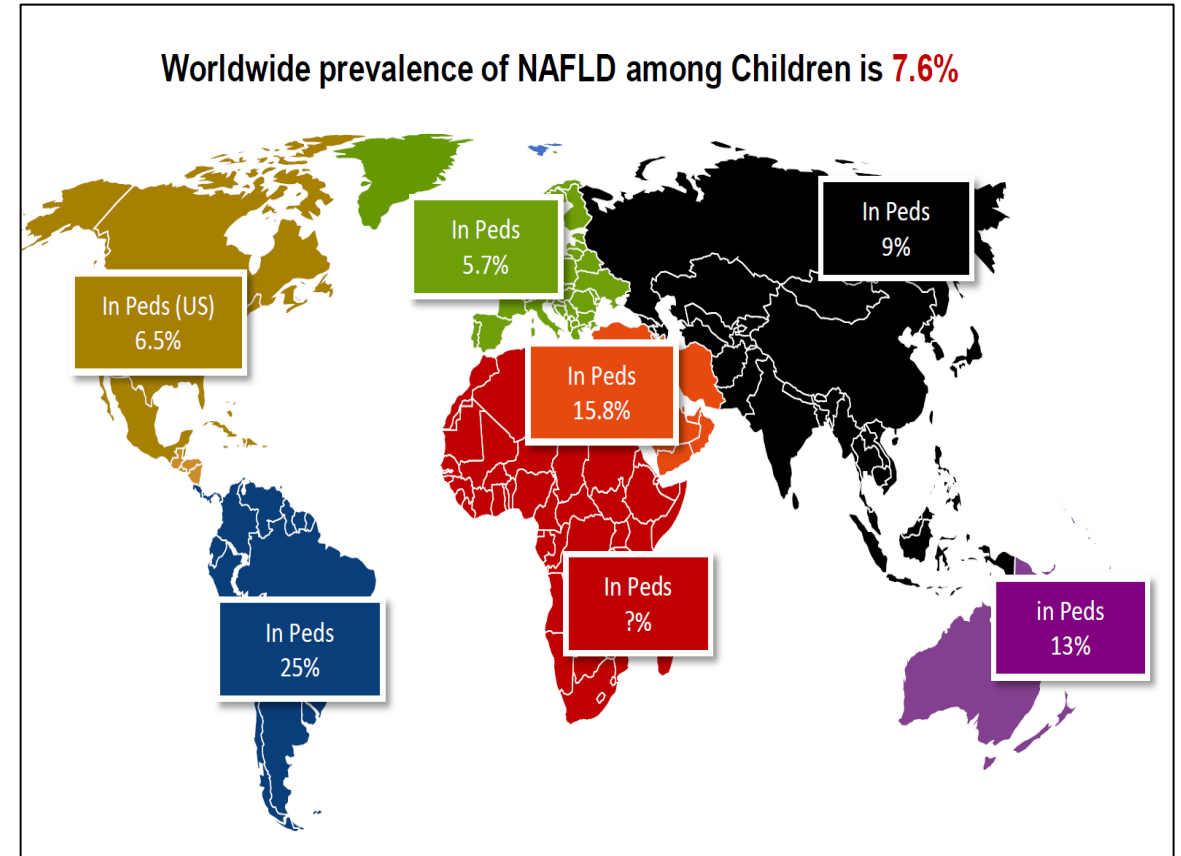 Worldwide prevalence of NAFLD among Children is 7.6%
In Peds
9%
In Peds
5.7%
In Peds (US)
6.5%
In Peds
15.8%
In Peds
?%
in Peds
13%
In Peds
25%